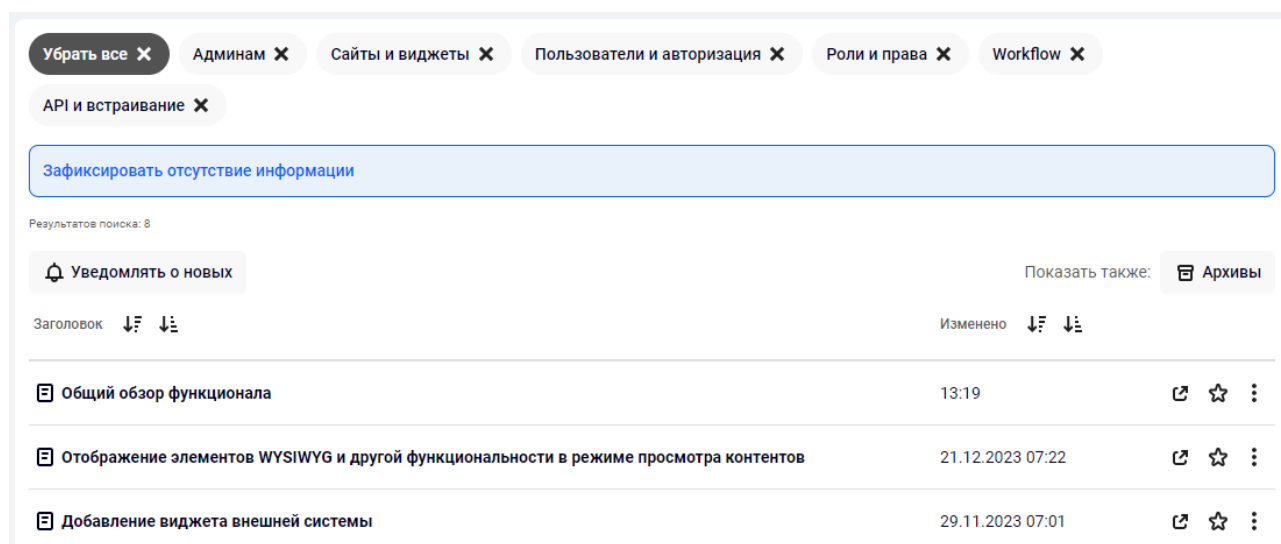 Убрать все Админам Сайты и виджеты Пользователи и авторизация Роли и права Workflow
API и встраивание
Зафиксировать отсутствие информации
Результатов поиска: 8
Уведомлять о новых Показать также: Архивы
Заголовок Изменено
Общий обзор функционала 13:19
Отображение элементов WYSIWYG и другой функциональности в режиме просмотра контентов 21.12.2023 07:22
Добавление виджета внешней системы 29.11.2023 07:01